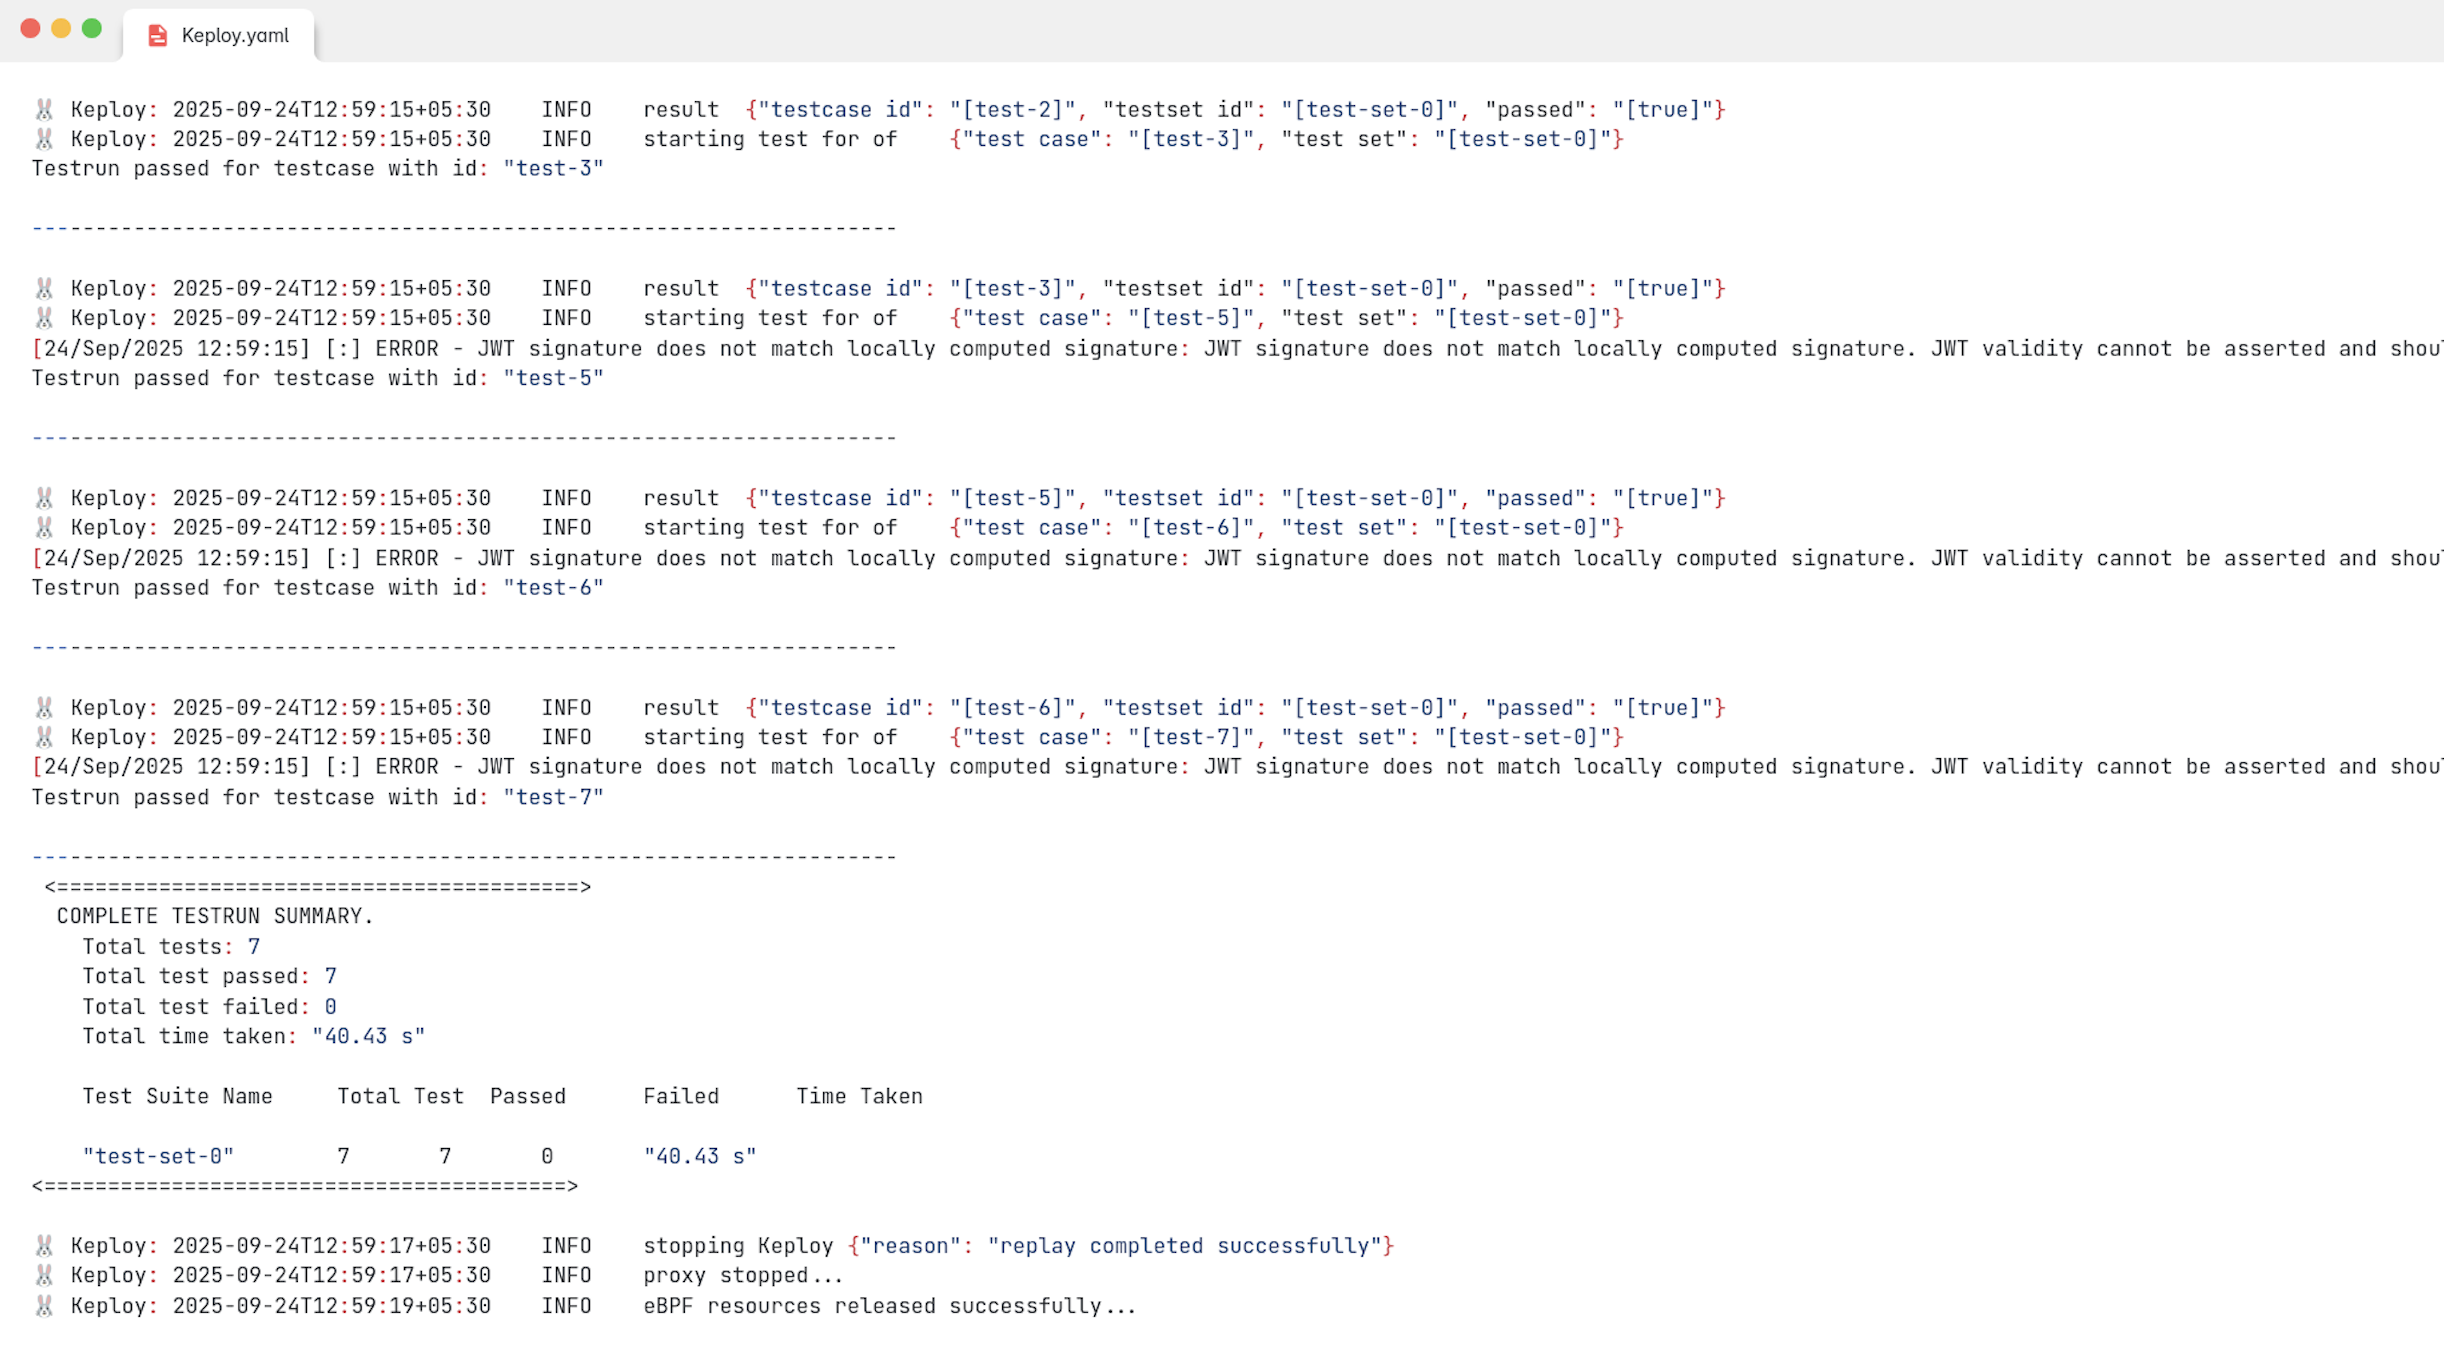 Keploy.yaml
🐰 Keploy: 2025-09-24T12:59:15+05:30    INFO    result  {"testcase id": "[test-2]", "testset id": "[test-set-0]", "passed": "[true]"}
🐰 Keploy: 2025-09-24T12:59:15+05:30    INFO    starting test for of    {"test case": "[test-3]", "test set": "[test-set-0]"}
Testrun passed for testcase with id: "test-3"
--------------------------------------------------------------------
🐰 Keploy: 2025-09-24T12:59:15+05:30    INFO    result  {"testcase id": "[test-3]", "testset id": "[test-set-0]", "passed": "[true]"}
🐰 Keploy: 2025-09-24T12:59:15+05:30    INFO    starting test for of    {"test case": "[test-5]", "test set": "[test-set-0]"}
[24/Sep/2025 12:59:15] [:] ERROR - JWT signature does not match locally computed signature: JWT signature does not match locally computed signature. JWT validity cannot be asserted and shoul
Testrun passed for testcase with id: "test-5"
--------------------------------------------------------------------
🐰 Keploy: 2025-09-24T12:59:15+05:30    INFO    result  {"testcase id": "[test-5]", "testset id": "[test-set-0]", "passed": "[true]"}
🐰 Keploy: 2025-09-24T12:59:15+05:30    INFO    starting test for of    {"test case": "[test-6]", "test set": "[test-set-0]"}
[24/Sep/2025 12:59:15] [:] ERROR - JWT signature does not match locally computed signature: JWT signature does not match locally computed signature. JWT validity cannot be asserted and shoul
Testrun passed for testcase with id: "test-6"
--------------------------------------------------------------------
🐰 Keploy: 2025-09-24T12:59:15+05:30    INFO    result  {"testcase id": "[test-6]", "testset id": "[test-set-0]", "passed": "[true]"}
🐰 Keploy: 2025-09-24T12:59:15+05:30    INFO    starting test for of    {"test case": "[test-7]", "test set": "[test-set-0]"}
[24/Sep/2025 12:59:15] [:] ERROR - JWT signature does not match locally computed signature: JWT signature does not match locally computed signature. JWT validity cannot be asserted and shoul
Testrun passed for testcase with id: "test-7"
--------------------------------------------------------------------
<=========================================>
COMPLETE TESTRUN SUMMARY.
Total tests: 7
Total test passed: 7
Total test failed: 0
Total time taken: "40.43 s"
Test Suite Name     Total Test  Passed      Failed      Time Taken
"test-set-0"        7       7       0       "40.43 s"
<=========================================>
🐰 Keploy: 2025-09-24T12:59:17+05:30    INFO    stopping Keploy {"reason": "replay completed successfully"}
🐰 Keploy: 2025-09-24T12:59:17+05:30    INFO    proxy stopped...
🐰 Keploy: 2025-09-24T12:59:19+05:30    INFO    eBPF resources released successfully...